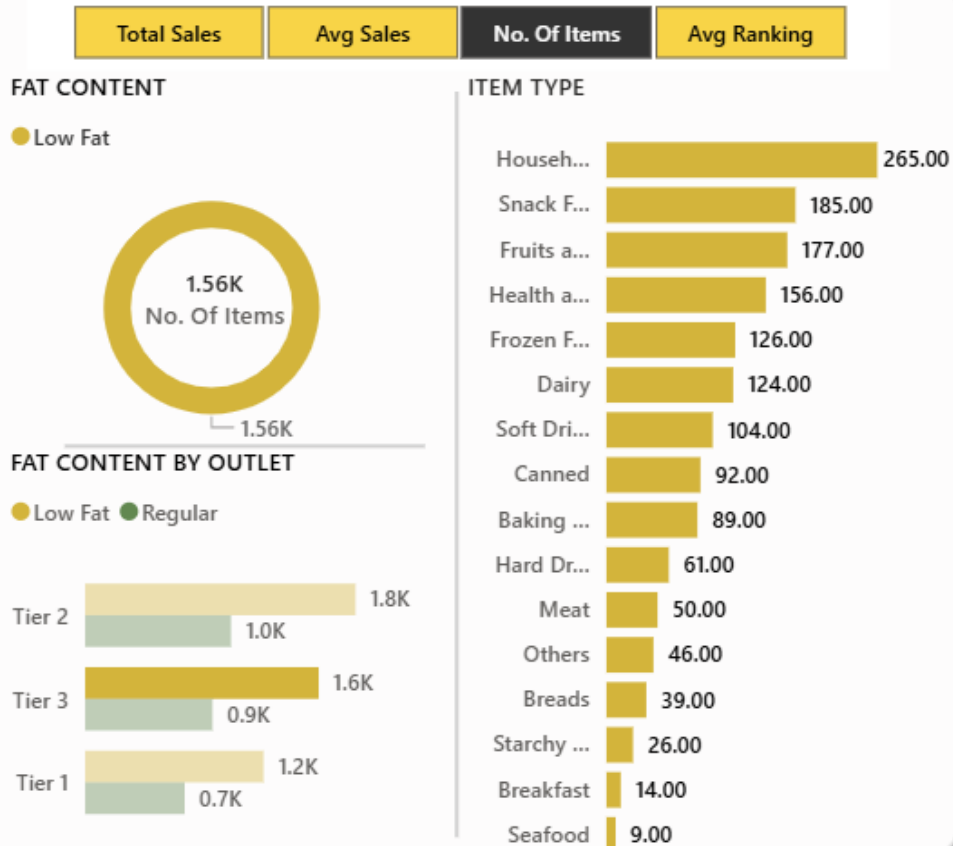 Total Sales Avg Sales No. Of Items Avg Ranking
FAT CONTENT
Low Fat
1.56K
No. Of Items
1.56K
FAT CONTENT BY OUTLET
Low Fat Regular
Tier 2 1.8K
1.0K
Tier 3 1.6K
0.9K
Tier 1 1.2K
0.7K
ITEM TYPE
Househ... 265.00
Snack F... 185.00
Fruits a... 177.00
Health a... 156.00
Frozen F... 126.00
Dairy 124.00
Soft Dri... 104.00
Canned 92.00
Baking ... 89.00
Hard Dr... 61.00
Meat 50.00
Others 46.00
Breads 39.00
Starchy ... 26.00
Breakfast 14.00
Seafood 9.00